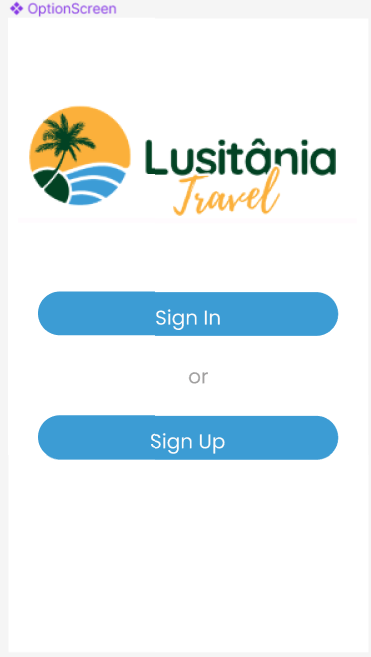 OptionScreen
Lusitânia
Travel
Sign In
or
Sign Up